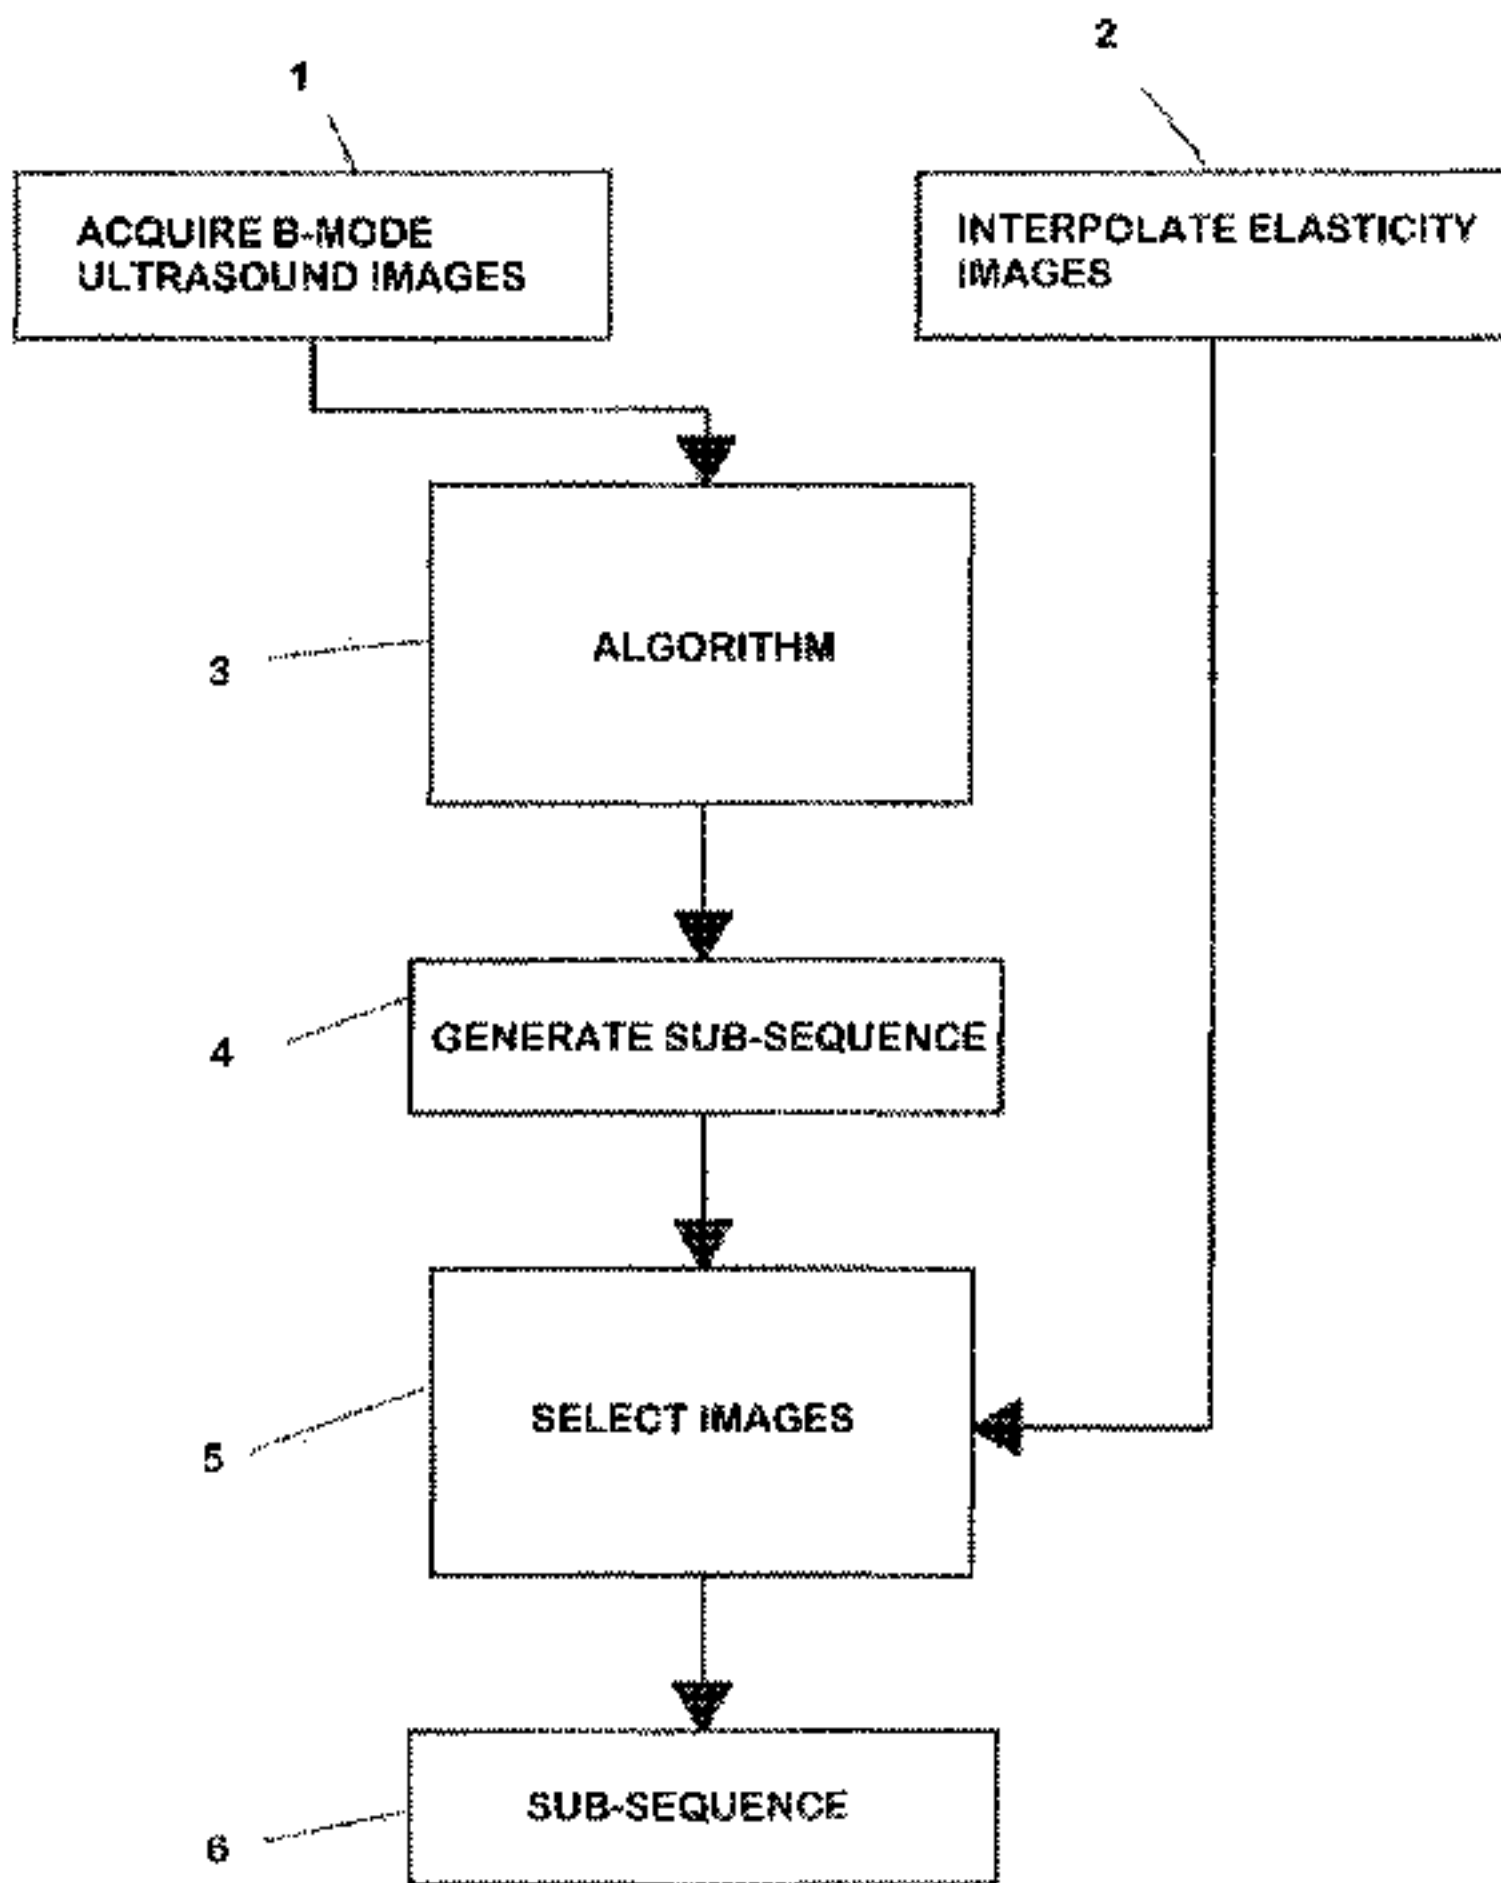 1
2
ACQUIRE B-MODE
ULTRASOUND IMAGES
INTERPOLATE ELASTICITY
IMAGES
3
ALGORITHM
4
GENERATE SUB-SEQUENCE
5
SELECT IMAGES
6
SUB-SEQUENCE